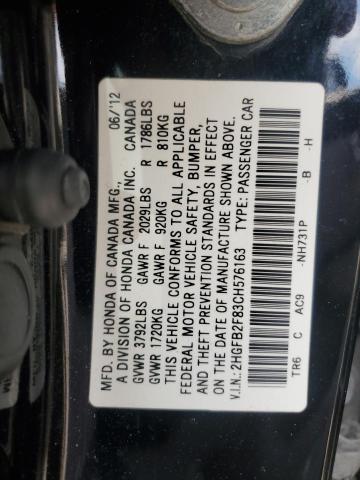 MFD. BY HONDA OF CANADA MFG., 06/12
A DIVISION OF HONDA CANADA INC. CANADA
GVWR 3792LBS GAWR F 2029LBS R 1786LBS
GVWR 1720KG GAWR F 920KG R 810KG
THIS VEHICLE CONFORMS TO ALL APPLICABLE
FEDERAL MOTOR VEHICLE SAFETY, BUMPER,
AND THEFT PREVENTION STANDARDS IN EFFECT
ON THE DATE OF MANUFACTURE SHOWN ABOVE.
V.I.N.: 2HGFB2F83CH576163 TYPE: PASSENGER CAR
TR6 C AC9 -NH731P -B -H